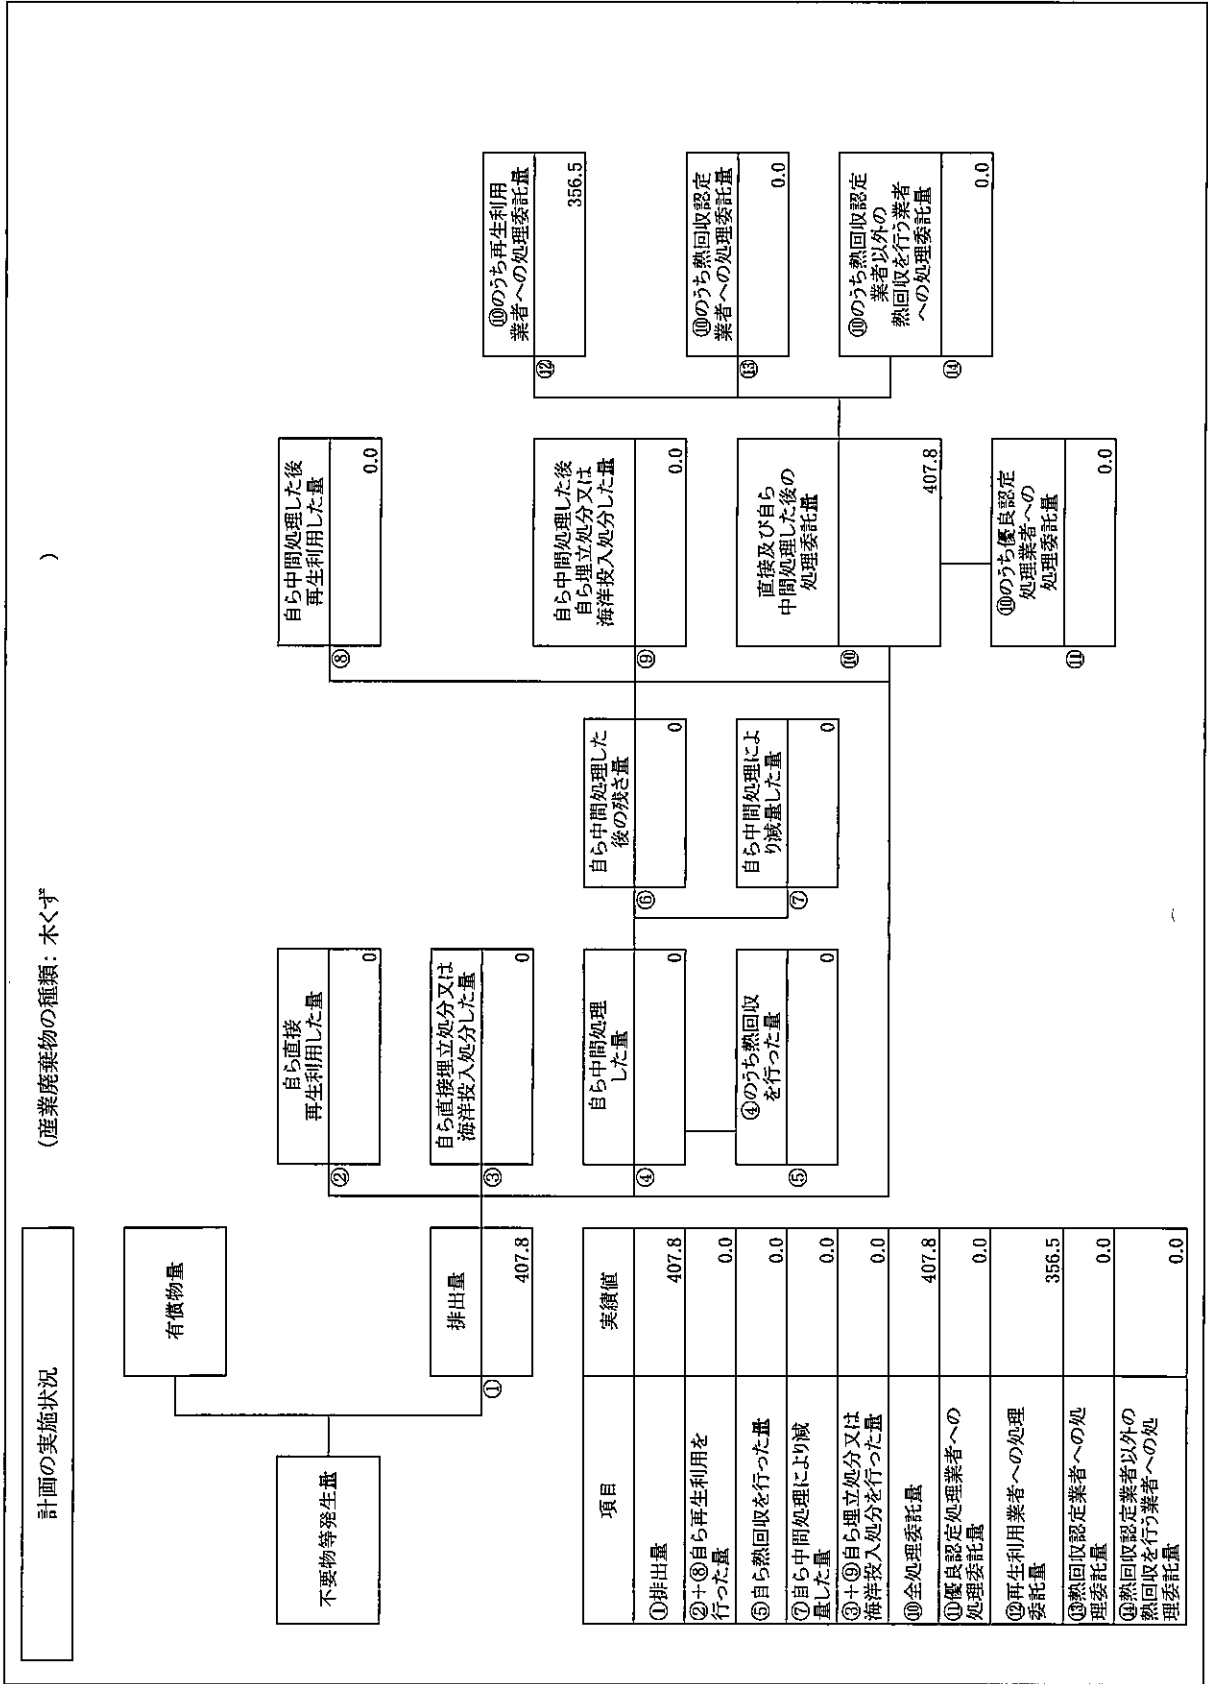 計画の実施状況
(産業廃棄物の種類: 木くず
)
不要物等発生量
有償物量
①
排出量
407.8
②
自ら直接
再生利用した量
0
③
自ら直接埋立処分又は
海洋投入処分した量
0
④
自ら中間処理
した量
0
⑤
④のうち熱回収
を行った量
0
⑥
自ら中間処理した
後の残さ量
0
⑦
自ら中間処理によ
り減量した量
0
⑧
自ら中間処理した後
再生利用した量
0.0
⑨
自ら中間処理した後
自ら埋立処分又は
海洋投入処分した量
0.0
⑩
直接及び自ら
中間処理した後の
処理委託量
407.8
⑪
⑩のうち優良認定
処理業者への
処理委託量
0.0
⑫
⑩のうち再生利用
業者への処理委託量
356.5
⑬
⑩のうち熱回収認定
業者への処理委託量
0.0
⑭
⑩のうち熱回収認定
業者以外の
熱回収を行う業者
への処理委託量
0.0
項目 実績値
①排出量 407.8
②+⑧自ら再生利用を
行った量 0.0
⑤自ら熱回収を行った量 0.0
⑦自ら中間処理により減
量した量 0.0
③+⑨自ら埋立処分又は
海洋投入処分を行った量 0.0
⑩全処理委託量 407.8
⑪優良認定処理業者への
処理委託量 0.0
⑫再生利用業者への処理
委託量 356.5
⑬熱回収認定業者への処
理委託量 0.0
⑭熱回収認定業者以外の
熱回収を行う業者への処
理委託量 0.0